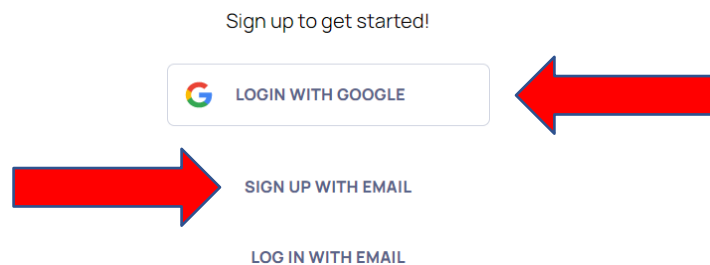 Sign up to get started!
LOGIN WITH GOOGLE
SIGN UP WITH EMAIL
LOG IN WITH EMAIL